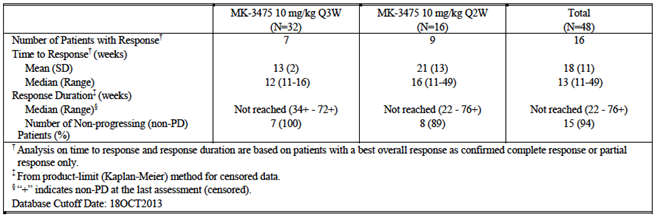 MK-3475 10 mg/kg Q3W MK-3475 10 mg/kg Q2W Total
(N=32) (N=16) (N=48)
Number of Patients with Response† 7 9 16
Time to Response† (weeks)
Mean (SD) 13 (2) 21 (13) 18 (11)
Median (Range) 12 (11-16) 16 (11-49) 13 (11-49)
Response Duration‡ (weeks)
Median (Range)§ Not reached (34+ - 72+) Not reached (22 - 76+) Not reached (22 - 76+)
Number of Non-progressing (non-PD) 7 (100) 8 (89) 15 (94)
Patients (%)
† Analysis on time to response and response duration are based on patients with a best overall response as confirmed complete response or partial
response only.
‡ From product-limit (Kaplan-Meier) method for censored data.
§ “+” indicates non-PD at the last assessment (censored).
Database Cutoff Date: 18OCT2013